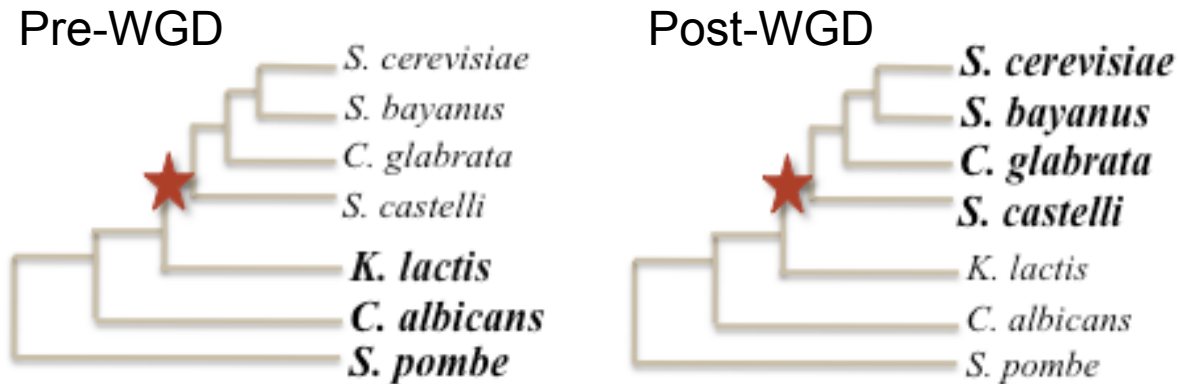 Pre-WGD
S. cerevisiae
S. bayanus
C. glabrata
S. castelli
K. lactis
C. albicans
S. pombe
Post-WGD
S. cerevisiae
S. bayanus
C. glabrata
S. castelli
K. lactis
C. albicans
S. pombe